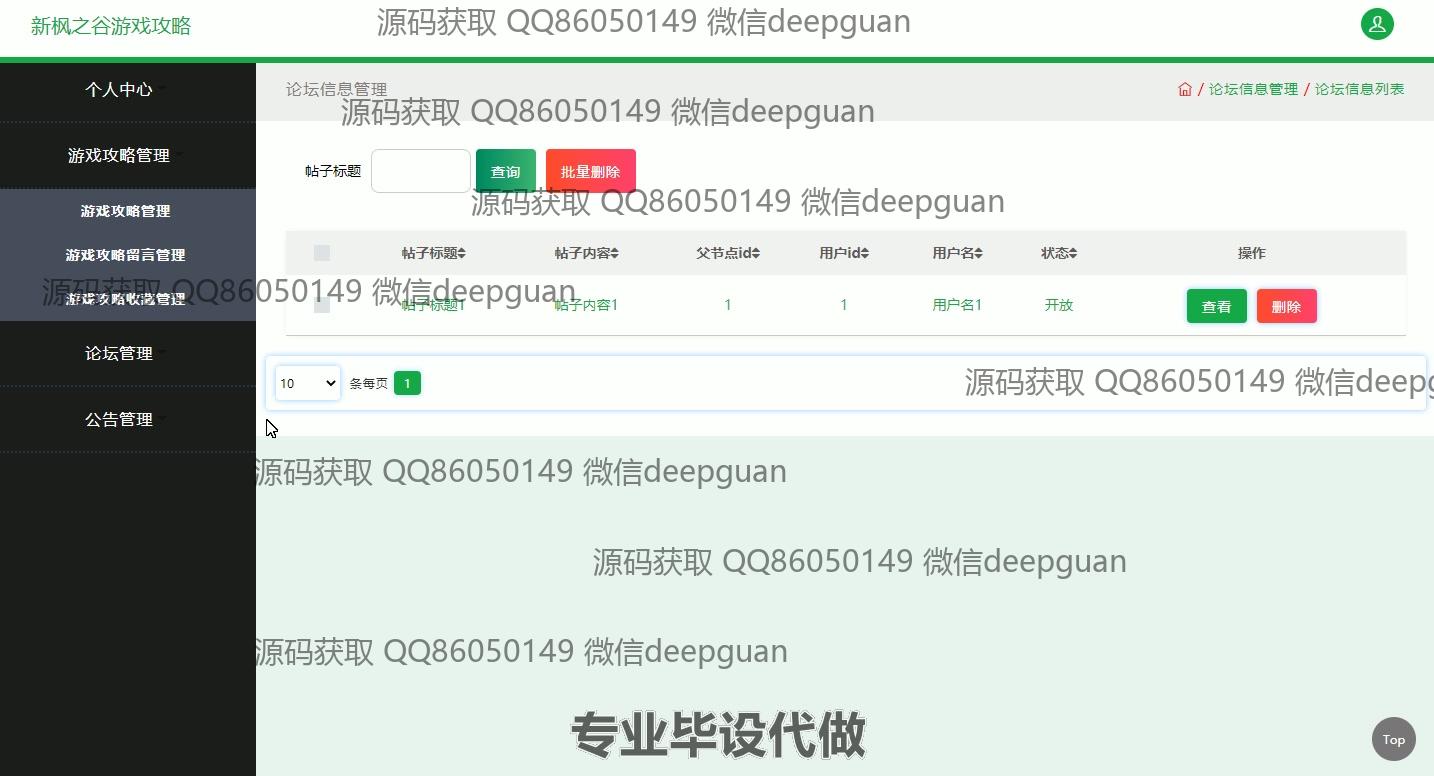 新枫之谷游戏攻略
源码获取 QQ86050149 微信deepguan
个人中心
论坛信息管理
/ 论坛信息管理 / 论坛信息列表
源码获取 QQ86050149 微信deepguan
游戏攻略管理
帖子标题 查询 批量删除
源码获取 QQ86050149 微信deepguan
游戏攻略管理
游戏攻略留言管理
帖子标题 帖子内容 父节点id 用户id 用户名 状态 操作
源码获取 QQ86050149 微信deepguan
游戏攻略收藏管理
帖子标题1 帖子内容1 1 1 用户名1 开放 查看 删除
论坛管理
10 条每页 1
源码获取 QQ86050149 微信deepg
公告管理
源码获取 QQ86050149 微信deepguan
源码获取 QQ86050149 微信deepguan
源码获取 QQ86050149 微信deepguan
专业毕设代做
Top